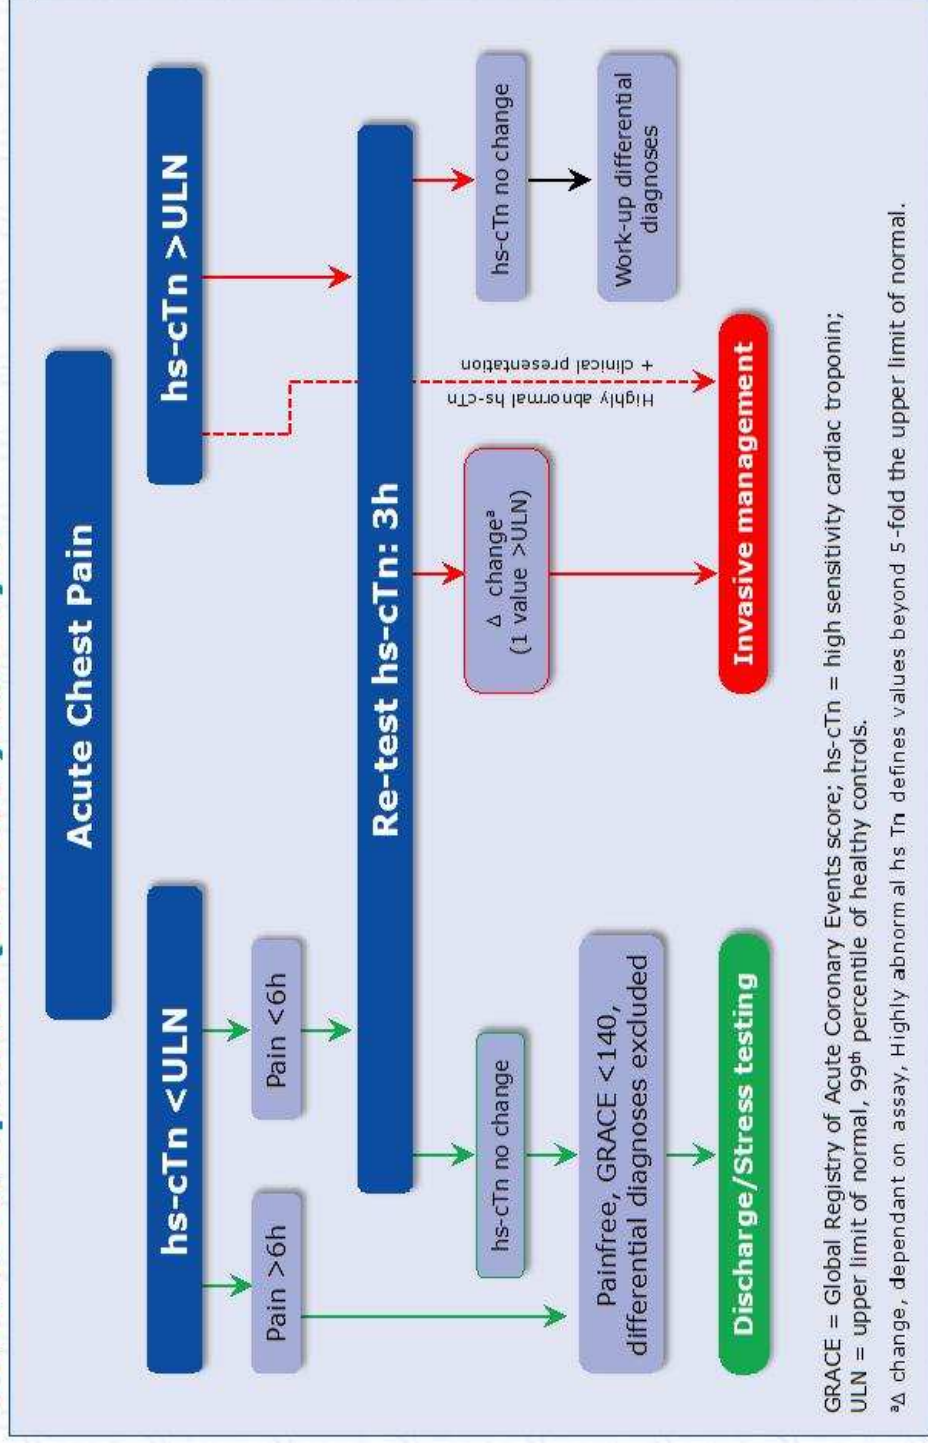 Acute Chest Pain
hs-cTn <ULN
hs-cTn >ULN
Pain >6h
Pain <6h
Re-test hs-cTn: 3h
hs-cTn no change
Δ changeª
(1 value >ULN)
Highly abnormal hs-cTn
+ clinical presentation
hs-cTn no change
Painfree, GRACE <140,
differential diagnoses excluded
Work-up differential
diagnoses
Discharge/Stress testing
Invasive management
GRACE = Global Registry of Acute Coronary Events score; hs-cTn = high sensitivity cardiac troponin;
ULN = upper limit of normal, 99th percentile of healthy controls.
ªΔ change, dependant on assay, Highly abnormal hs Tn defines values beyond 5-fold the upper limit of normal.